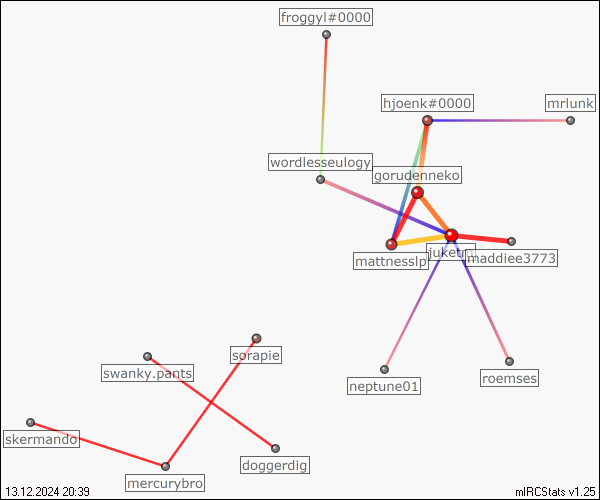 froggyl#0000
hjoenk#0000
mrlunk
wordlesseulogy
gorudenneko
mattnesslp
maddiee3773
sorapie
swanky.pants
neptune01
roemses
skermando
doggerdig
mercurybro
13.12.2024 20:39
mIRCStats v1.25